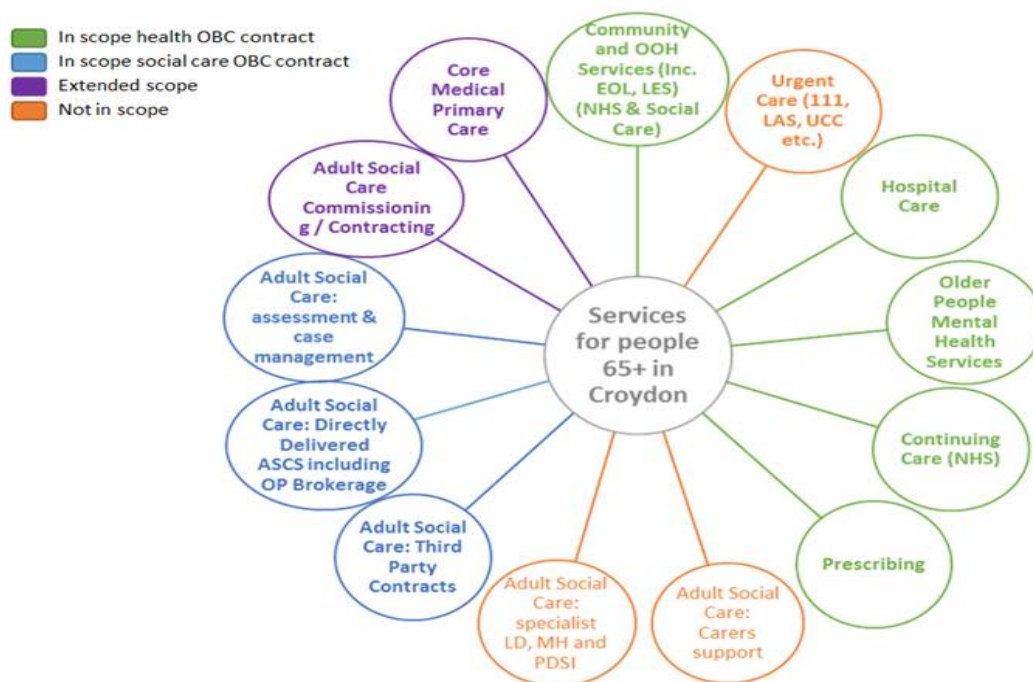 In scope health OBC contract
In scope social care OBC contract
Extended scope
Not in scope
Community
and OOH
Services (Inc.
EOL, LES)
(NHS & Social
Care)
Urgent Care (111,
LAS, UCC
etc.)
Hospital
Care
Older
People
Mental
Health
Services
Continuing
Care (NHS)
Prescribing
Adult Social
Care:
Carers
support
Adult Social
Care:
specialist
LD, MH and
PDSI
Adult Social
Care: Third
Party
Contracts
Adult Social
Care: Directly
Delivered
ASCS including
OP Brokerage
Adult Social
Care:
assessment &
case
management
Adult Social
Care
Commissionin
g / Contracting
Core
Medical
Primary
Care
Services
for people
65+ in
Croydon